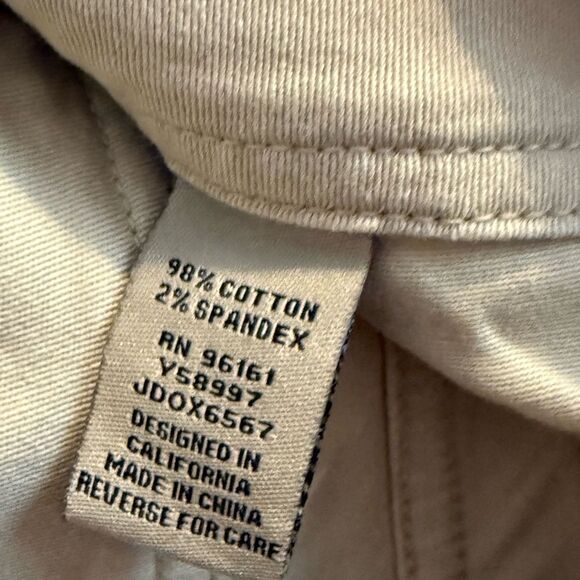 98% COTTON
2% SPANDEX
RN 96161
Y58997
JDOX6567
DESIGNED IN
CALIFORNIA
MADE IN CHINA
REVERSE FOR CARE